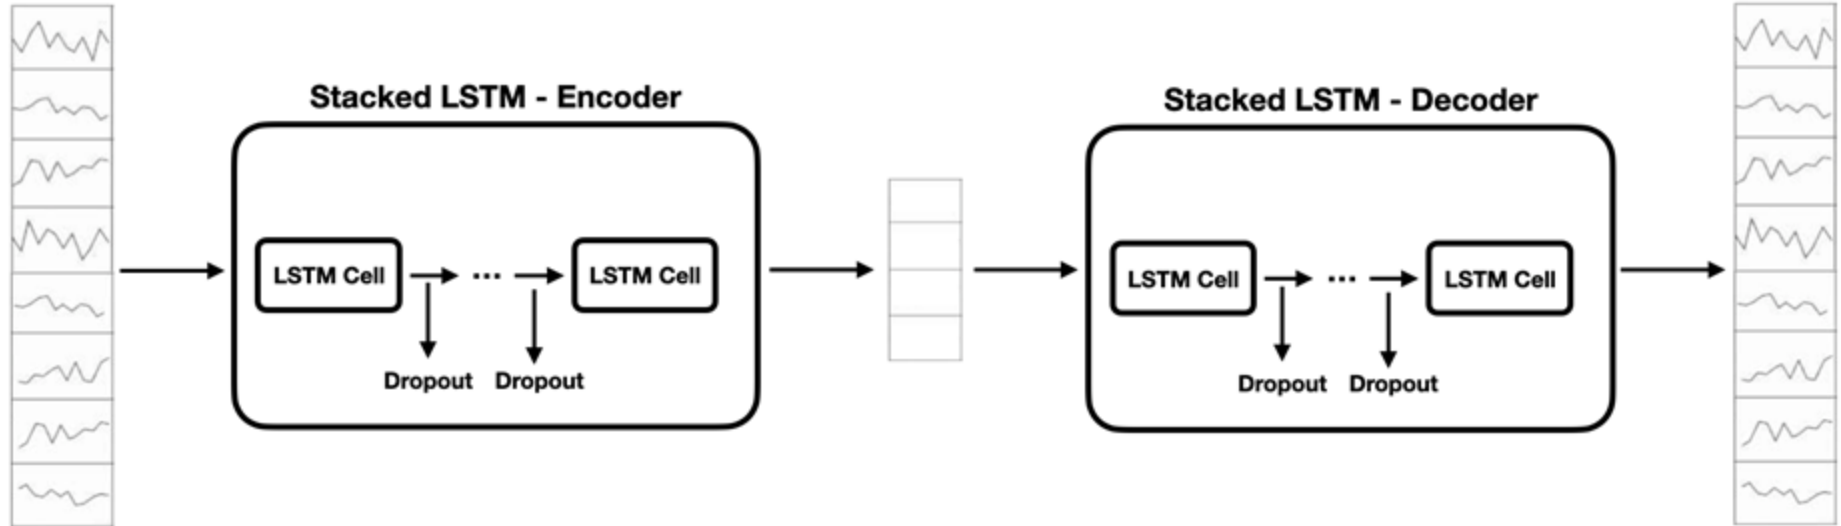 Stacked LSTM - Encoder
LSTM Cell ... LSTM Cell
Dropout Dropout
Stacked LSTM - Decoder
LSTM Cell ... LSTM Cell
Dropout Dropout